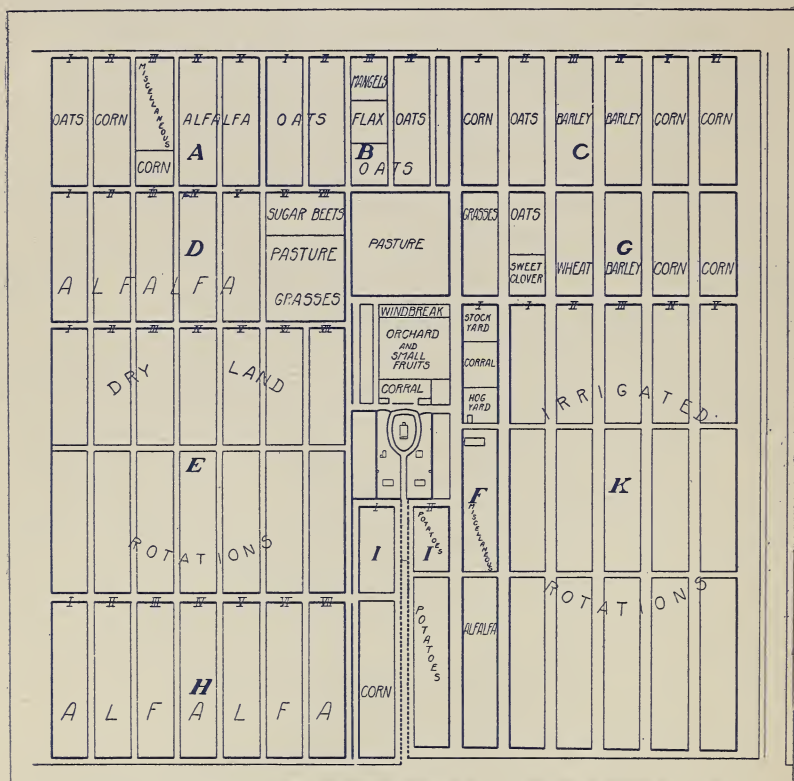 I II III IV V I II III IV I II III IV V VI
OATS CORN MISCELLANEOUS ALFALFA OATS MANGELS FLAX OATS CORN OATS BARLEY BARLEY CORN CORN
CORN A B OATS C
IV V VI VII
SUGAR BEETS PASTURE GRASSES OATS
D PASTURE GRASSES SWEET CLOVER WHEAT G BARLEY CORN CORN
ALFALFA
I II III IV V VI VII I I II III IV V
WINDBREAK
ORCHARD
AND
SMALL
FRUITS
CORRAL
STOCK
YARD
CORRAL
HOG
YARD
DRY LAND
E
ROTATIONS
IRRIGATED
K
ROTATIONS
F
MISCELLANEOUS
ALFALFA
I II
I I
POTATOES
POTATOES
CORN
I II III IV V VI VII
H
ALFALFA